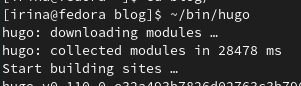 [irina@fedora blog]$ ~/bin/hugo
hugo: downloading modules …
hugo: collected modules in 28478 ms
Start building sites …